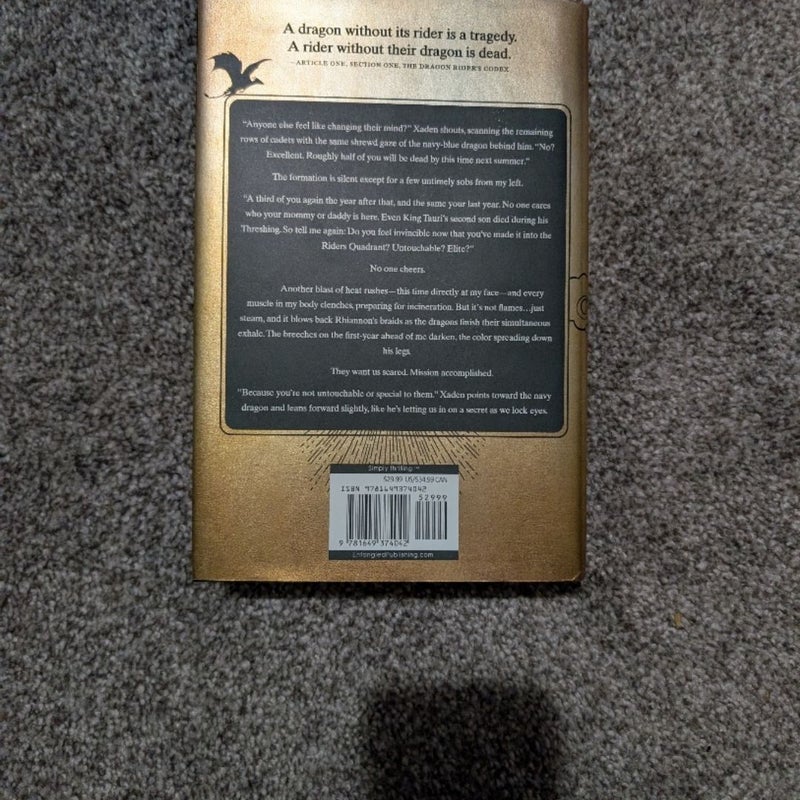 A dragon without its rider is a tragedy.
A rider without their dragon is dead.
—ARTICLE ONE, SECTION ONE, THE DRAGON RIDER'S CODEX
"Anyone else feel like changing their mind?" Xaden shouts, scanning the remaining
rows of cadets with the same shrewd gaze of the navy-blue dragon behind him. "No?
Excellent. Roughly half of you will be dead by this time next summer."
The formation is silent except for a few untimely sobs from my left.
"A third of you again the year after that, and the same your last year. No one cares
who your mommy or daddy is here. Even King Tauri's second son died during his
Threshing. So tell me again: Do you feel invincible now that you've made it into the
Riders Quadrant? Untouchable? Elite?"
No one cheers.
Another blast of heat rushes—this time directly at my face—and every
muscle in my body clenches, preparing for incineration. But it's not flames...just
steam, and it blows back Rhiannon's braids as the dragons finish their simultaneous
exhale. The breeches on the first-year ahead of me darken, the color spreading down
his legs.
They want us scared. Mission accomplished.
"Because you're not untouchable or special to them." Xaden points toward the navy
dragon and leans forward slightly, like he's letting us in on a secret as we lock eyes.
Simply thrilling™
$29.99 US/$34.99 CAN
ISBN 9781649374042
52999
9 781649 374042
EntangledPublishing.com